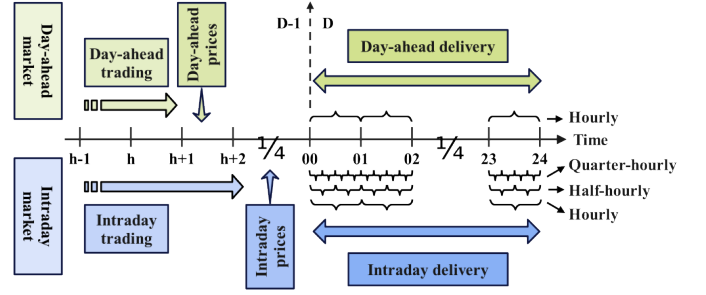 Day-ahead
market
Day-ahead
trading
Day-ahead
prices
D-1
D
Day-ahead delivery
Hourly
Time
h-1
h
h+1
h+2
1/4
00
01
02
1/4
23
24
Quarter-hourly
Half-hourly
Hourly
Intraday
market
Intraday
trading
Intraday
prices
Intraday delivery